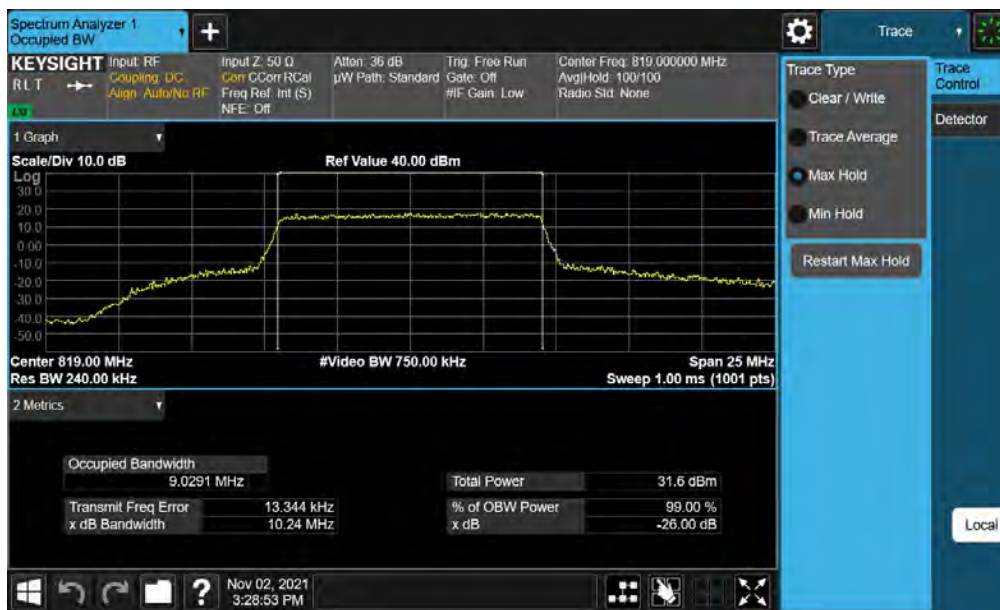 Spectrum Analyzer 1
Occupied BW
+
Trace
KEYSIGHT
RLT
LXI
Input: RF
Coupling: DC
Align: Auto/No RF
Input Z: 50 Ω
Corr CCorr RCal
Freq Ref: Int (S)
NFE: Off
Atten: 36 dB
µW Path: Standard
Trig: Free Run
Gate: Off
#IF Gain: Low
Center Freq: 819.000000 MHz
Avg|Hold: 100/100
Radio Std: None
1 Graph
Scale/Div 10.0 dB
Ref Value 40.00 dBm
Log
30.0
20.0
10.0
0.00
-10.0
-20.0
-30.0
-40.0
-50.0
Center 819.00 MHz
#Video BW 750.00 kHz
Span 25 MHz
Res BW 240.00 kHz
Sweep 1.00 ms (1001 pts)
2 Metrics
Occupied Bandwidth
9.0291 MHz
Total Power 31.6 dBm
Transmit Freq Error 13.344 kHz
% of OBW Power 99.00 %
x dB Bandwidth 10.24 MHz
x dB -26.00 dB
Trace Type
Clear / Write
Trace Average
Max Hold
Min Hold
Restart Max Hold
Trace
Control
Detector
Local
?
Nov 02, 2021
3:28:53 PM